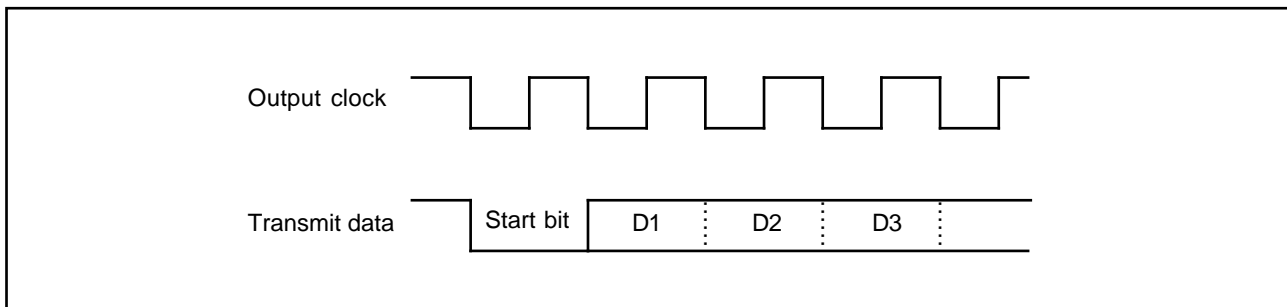 Output clock
Transmit data
Start bit
D1
D2
D3